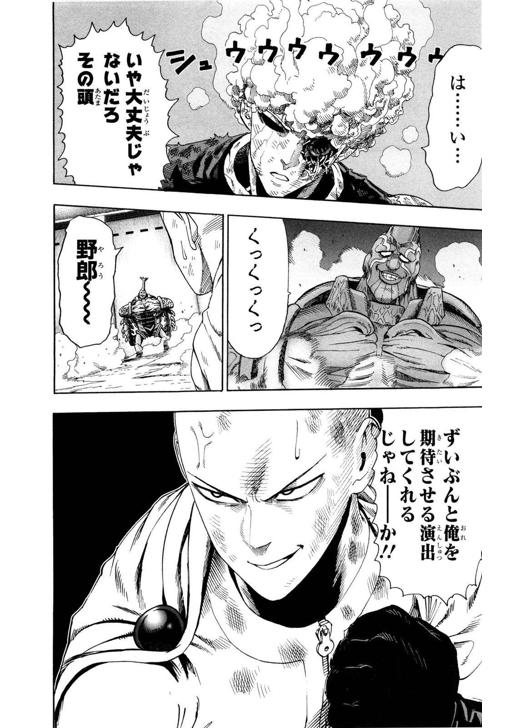 は………い…
シュウウウウウウウ
いや大丈夫じゃ
ないだろ
その頭
くっくっくっ
野郎〜〜〜
ずいぶんと俺を
期待させる演出
してくれる
じゃね――か!!